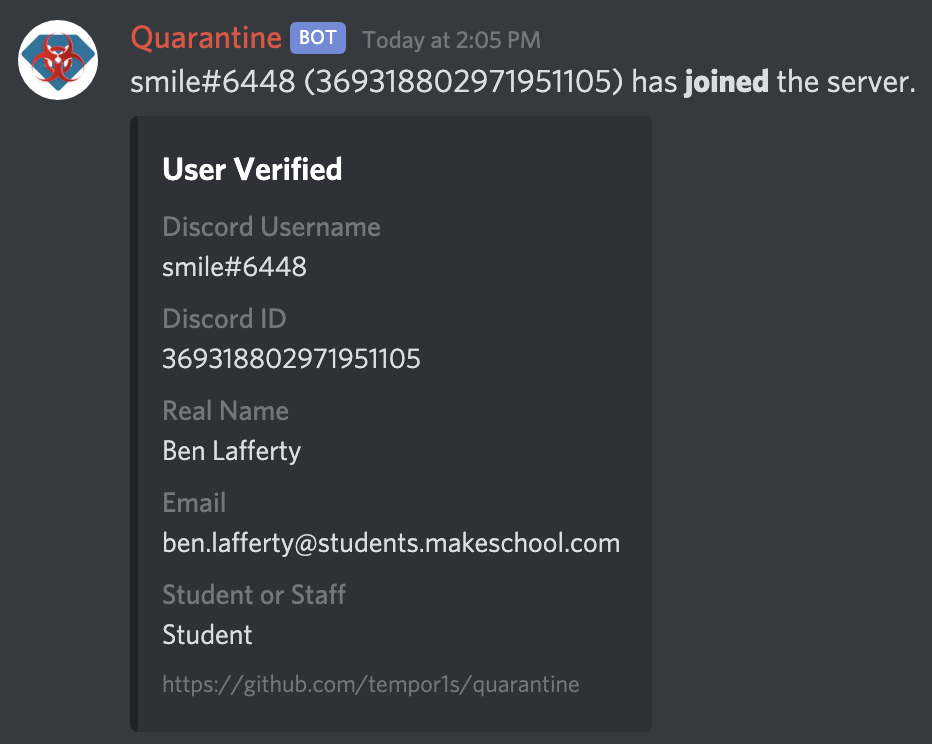 Quarantine BOT Today at 2:05 PM
smile#6448 (369318802971951105) has joined the server.
User Verified
Discord Username
smile#6448
Discord ID
369318802971951105
Real Name
Ben Lafferty
Email
ben.lafferty@students.makeschool.com
Student or Staff
Student
https://github.com/tempor1s/quarantine